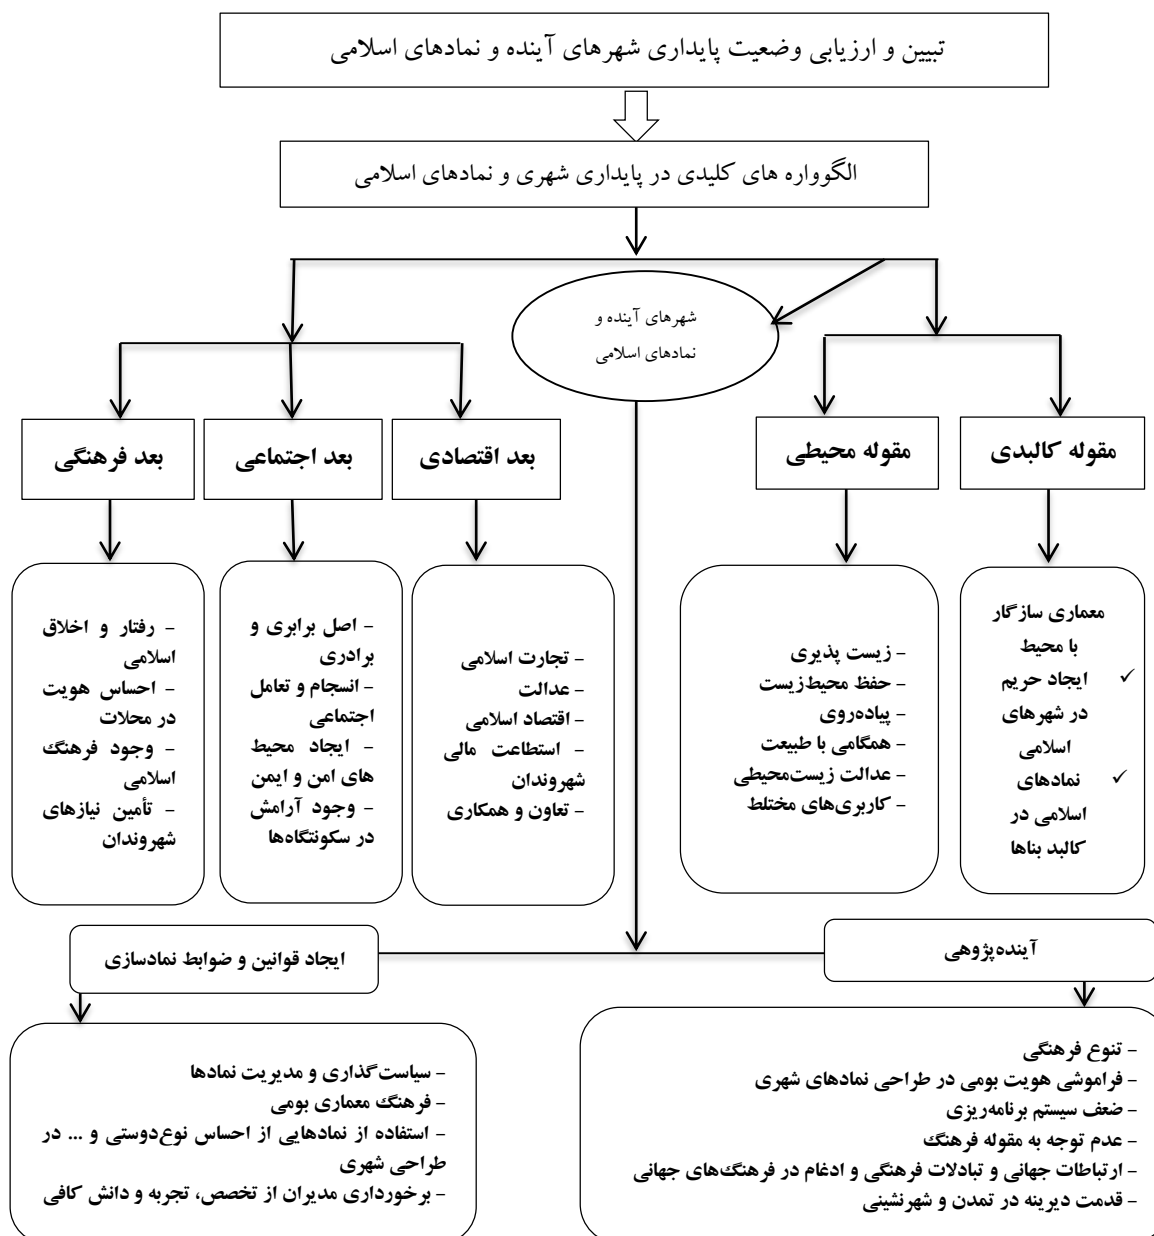 تبیین و ارزیابی وضعیت پایداری شهرهای آینده و نمادهای اسلامی
الگوواره های کلیدی در پایداری شهری و نمادهای اسلامی
شهرهای آینده و
نمادهای اسلامی
مقوله کالبدی
مقوله محیطی
بعد اقتصادی
بعد اجتماعی
بعد فرهنگی
معماری سازگار
با محیط
✓ ایجاد حریم
در شهرهای
اسلامی
✓ نمادهای
اسلامی در
کالبد بناها
- زیست پذیری
- حفظ محیط‌زیست
- پیاده‌روی
- همگامی با طبیعت
- عدالت زیست‌محیطی
- کاربری‌های مختلط
- تجارت اسلامی
- عدالت
- اقتصاد اسلامی
- استطاعت مالی
شهروندان
- تعاون و همکاری
- اصل برابری و
برادری
- انسجام و تعامل
اجتماعی
- ایجاد محیط
های امن و ایمن
- وجود آرامش
در سکونتگاه‌ها
- رفتار و اخلاق
اسلامی
- احساس هویت
در محلات
- وجود فرهنگ
اسلامی
- تأمین نیازهای
شهروندان
آینده‌پژوهی
ایجاد قوانین و ضوابط نمادسازی
- تنوع فرهنگی
- فراموشی هویت بومی در طراحی نمادهای شهری
- ضعف سیستم برنامه‌ریزی
- عدم توجه به مقوله فرهنگ
- ارتباطات جهانی و تبادلات فرهنگی و ادغام در فرهنگ‌های جهانی
- قدمت دیرینه در تمدن و شهرنشینی
- سیاست‌گذاری و مدیریت نمادها
- فرهنگ معماری بومی
- استفاده از نمادهایی از احساس نوع‌دوستی و ... در
طراحی شهری
- برخورداری مدیران از تخصص، تجربه و دانش کافی